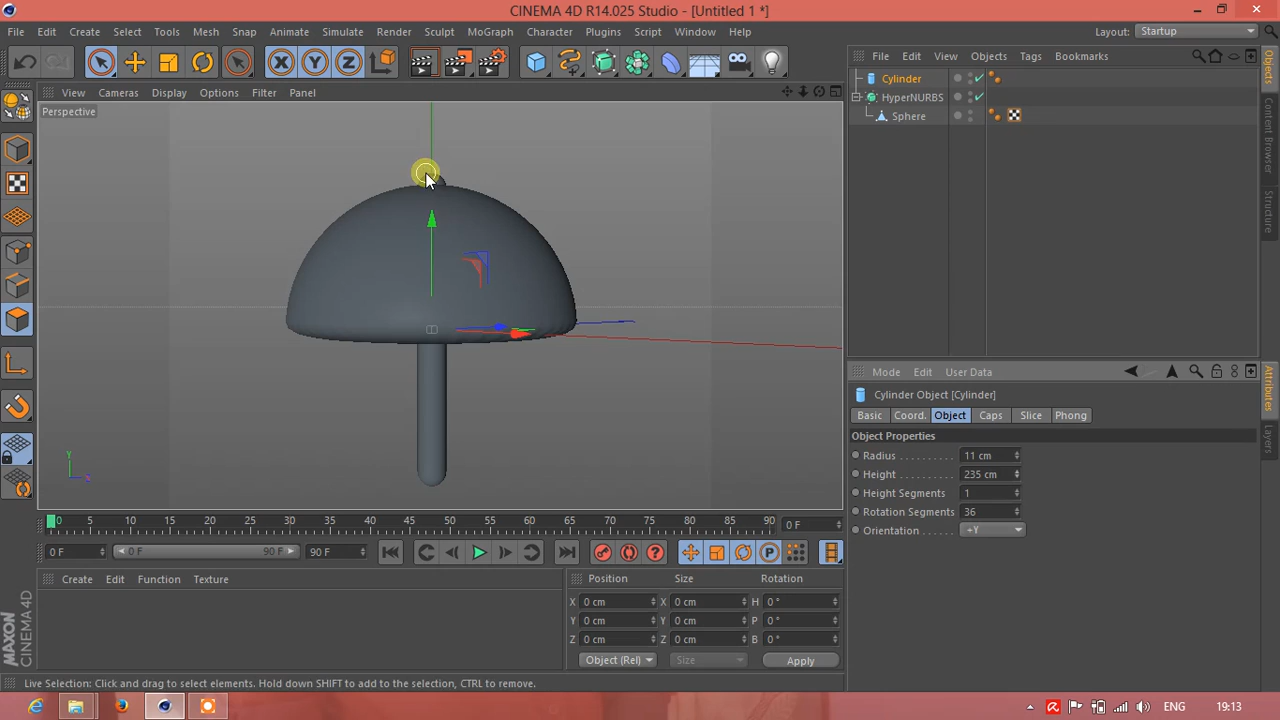 CINEMA 4D R14.025 Studio - [Untitled 1 *]
File Edit Create Select Tools Mesh Snap Animate Simulate Render Sculpt MoGraph Character Plugins Script Window Help Layout: Startup
X Y Z
File Edit View Objects Tags Bookmarks
View Cameras Display Options Filter Panel
Perspective
Cylinder
HyperNURBS
Sphere
Objects
Content Browser
Structure
Mode Edit User Data
Cylinder Object [Cylinder]
Basic Coord. Object Caps Slice Phong
Object Properties
Radius 11 cm
Height 235 cm
Height Segments 1
Rotation Segments 36
Orientation +Y
Attributes
Layers
Y
X
0 5 10 15 20 25 30 35 40 45 50 55 60 65 70 75 80 85 90 0 F
0 F 0 F 90 F 90 F
P
Create Edit Function Texture
Position Size Rotation
X 0 cm X 0 cm H 0 °
Y 0 cm Y 0 cm P 0 °
Z 0 cm Z 0 cm B 0 °
Object (Rel) Size Apply
MAXON
CINEMA 4D
Live Selection: Click and drag to select elements. Hold down SHIFT to add to the selection, CTRL to remove.
ENG 19:13